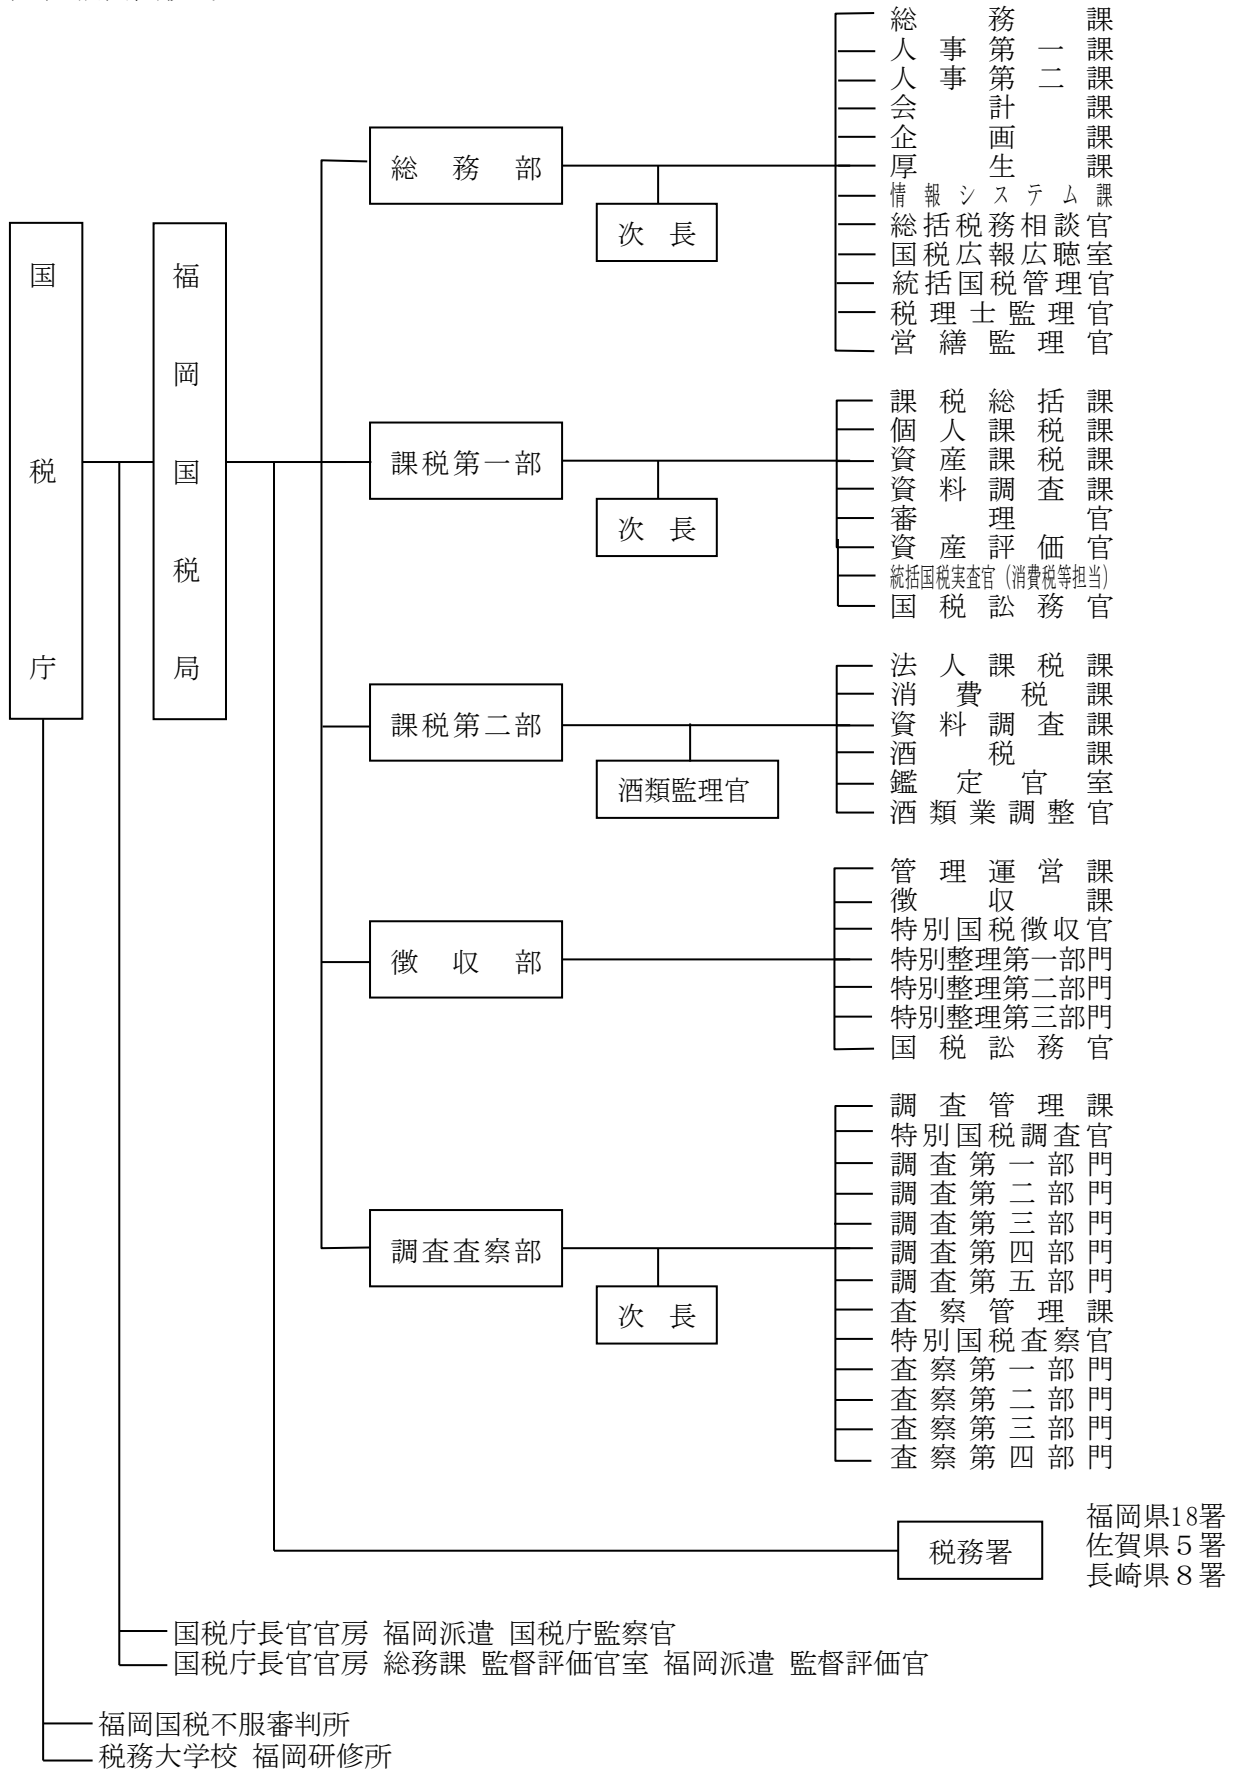 国税庁
福岡国税局
総務部
次長
総務課
人事第一課
人事第二課
会計課
企画課
厚生課
情報システム課
総括税務相談官
国税広報広聴室
統括国税管理官
税理士監理官
営繕監理官
課税第一部
次長
課税総括課
個人課税課
資産課税課
資料調査課
審理官
資産評価官
統括国税実査官（消費税等担当）
国税訟務官
課税第二部
酒類監理官
法人課税課
消費税課
資料調査課
酒税課
鑑定官室
酒類業調整官
徴収部
管理運営課
徴収課
特別国税徴収官
特別整理第一部門
特別整理第二部門
特別整理第三部門
国税訟務官
調査査察部
次長
調査管理課
特別国税調査官
調査第一部門
調査第二部門
調査第三部門
調査第四部門
調査第五部門
査察管理課
特別国税査察官
査察第一部門
査察第二部門
査察第三部門
査察第四部門
税務署
福岡県18署
佐賀県５署
長崎県８署
国税庁長官官房 福岡派遣 国税庁監察官
国税庁長官官房 総務課 監督評価官室 福岡派遣 監督評価官
福岡国税不服審判所
税務大学校 福岡研修所